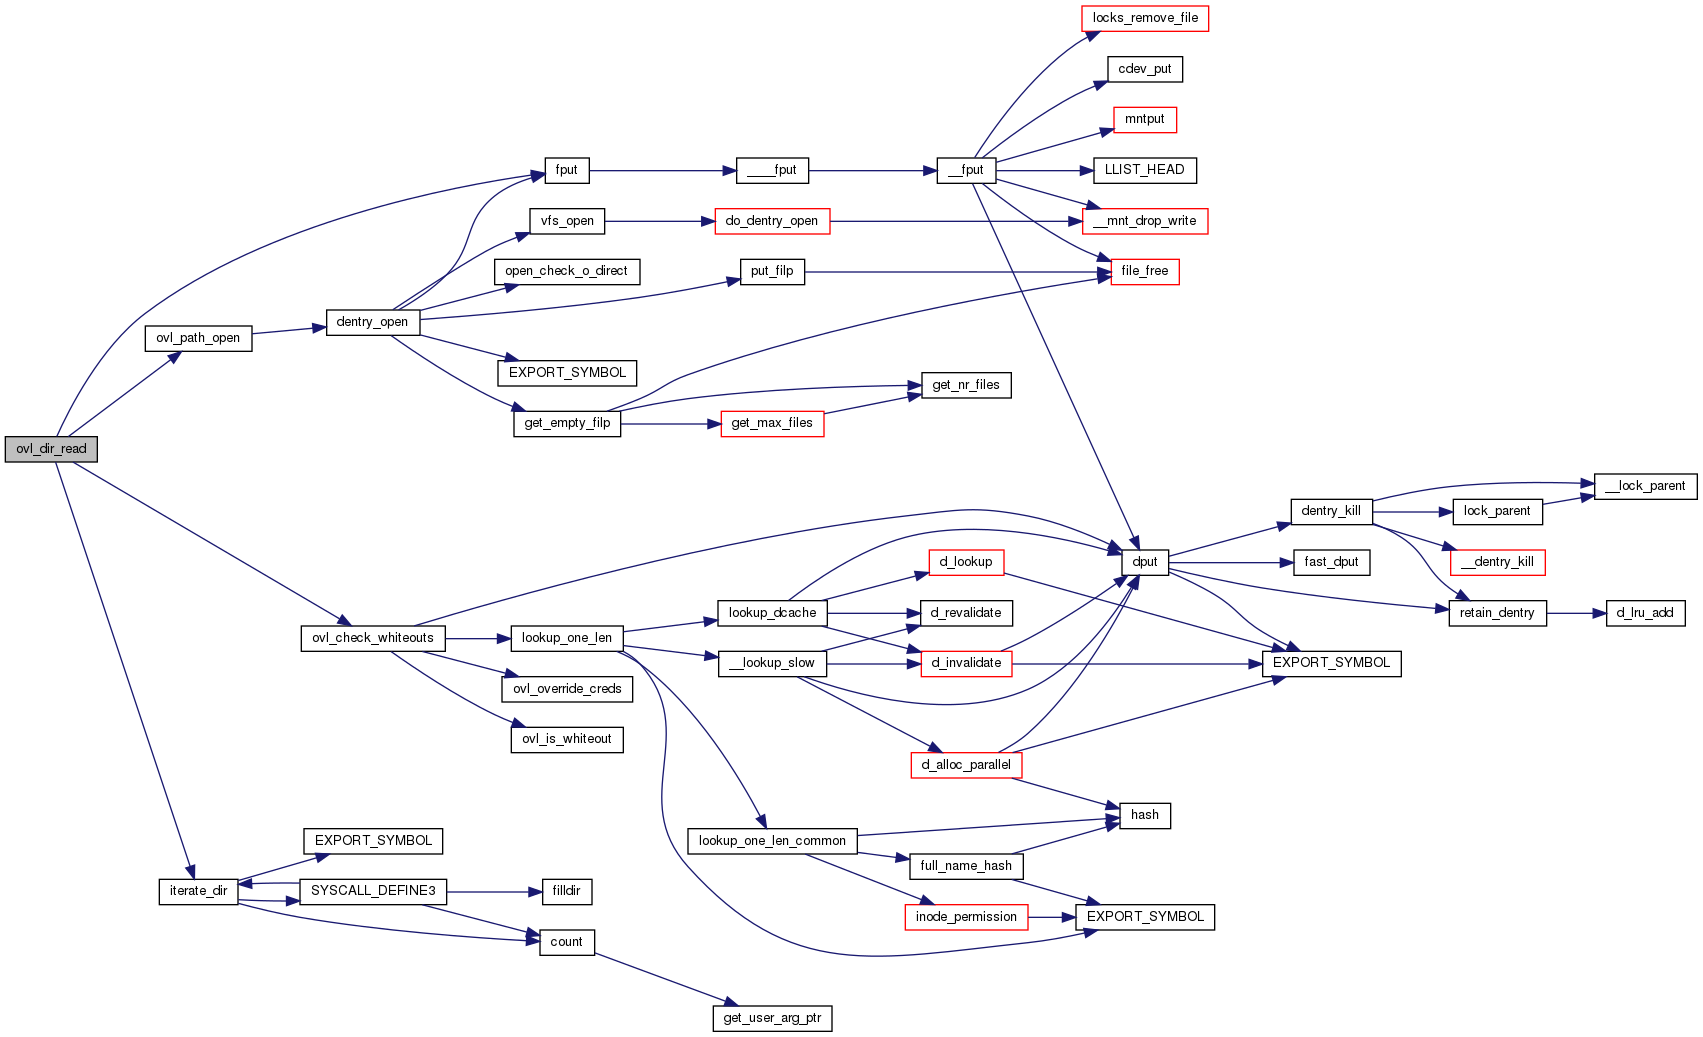 locks_remove_file
cdev_put
mntput
fput
____fput
__fput
LLIST_HEAD
vfs_open
do_dentry_open
__mnt_drop_write
open_check_o_direct
put_filp
file_free
dentry_open
ovl_path_open
EXPORT_SYMBOL
get_nr_files
get_empty_filp
get_max_files
ovl_dir_read
__lock_parent
dentry_kill
lock_parent
d_lookup
dput
fast_dput
__dentry_kill
lookup_dcache
d_revalidate
retain_dentry
d_lru_add
ovl_check_whiteouts
lookup_one_len
__lookup_slow
d_invalidate
EXPORT_SYMBOL
ovl_override_creds
ovl_is_whiteout
d_alloc_parallel
hash
EXPORT_SYMBOL
lookup_one_len_common
full_name_hash
iterate_dir
SYSCALL_DEFINE3
filldir
inode_permission
EXPORT_SYMBOL
count
get_user_arg_ptr